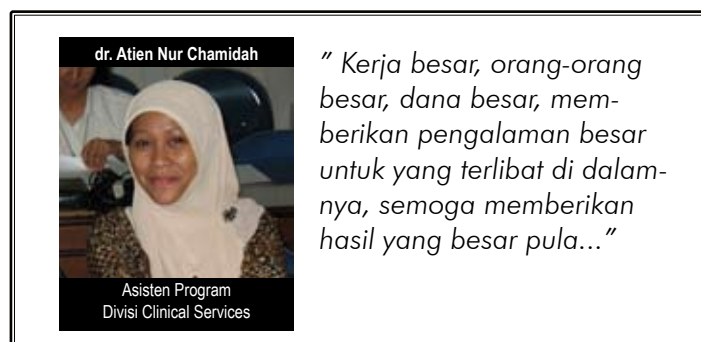 dr. Atien Nur Chamidah
" Kerja besar, orang-orang
besar, dana besar, mem-
berikan pengalaman besar
untuk yang terlibat di dalam-
nya, semoga memberikan
hasil yang besar pula..."
Asisten Program
Divisi Clinical Services